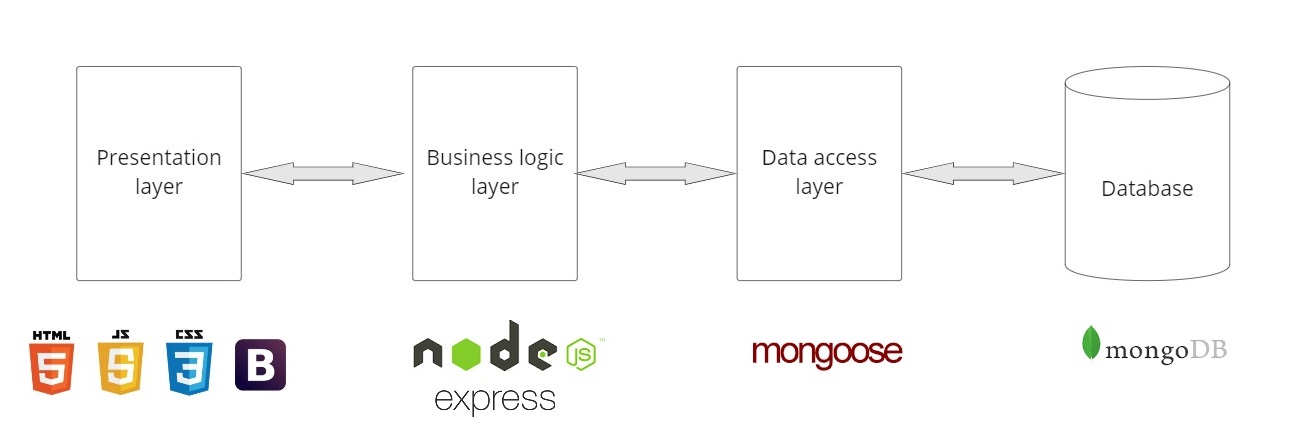 Presentation
layer
Business logic
layer
Data access
layer
Database
HTML
5
JS
5
CSS
3
B
node
JS
™
express
mongoose
mongoDB